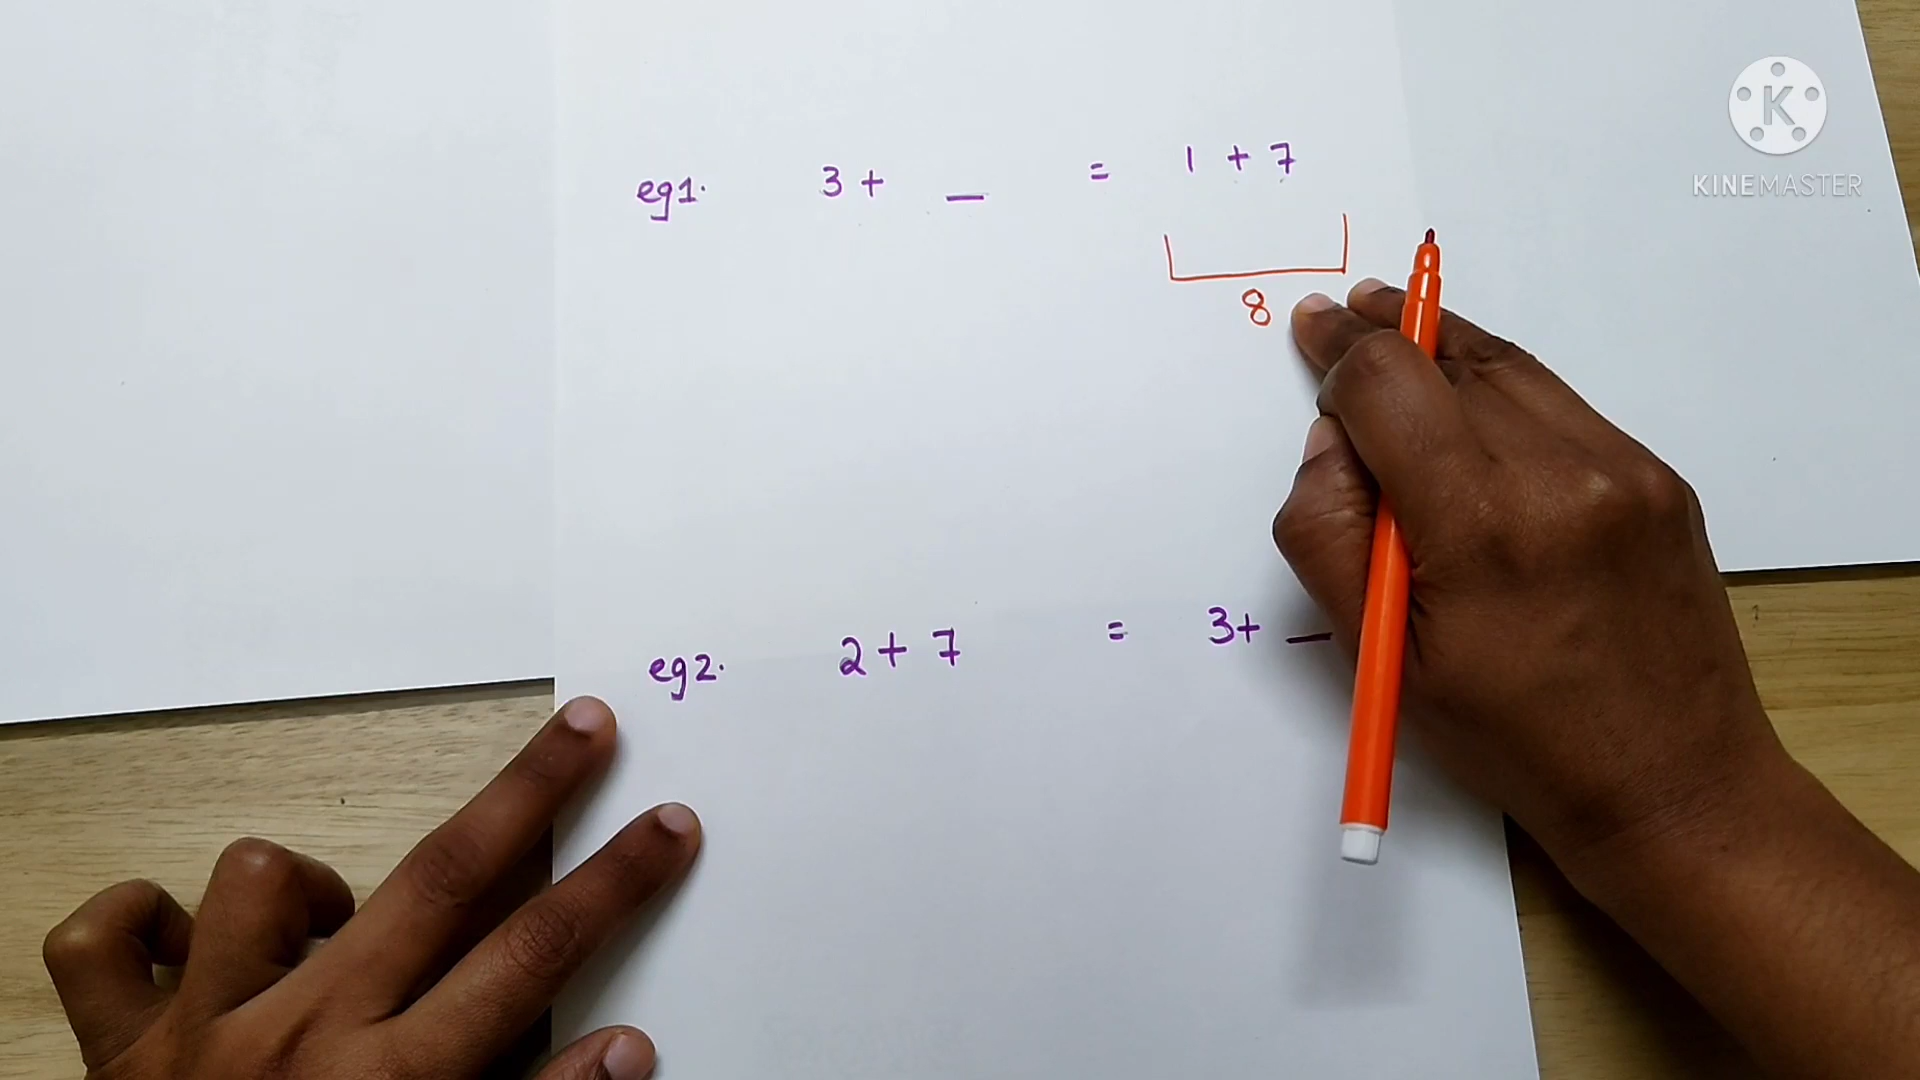 eg1. 3 + _ = 1 + 7
8
eg2. 2 + 7 = 3 + _
K
KINEMASTER